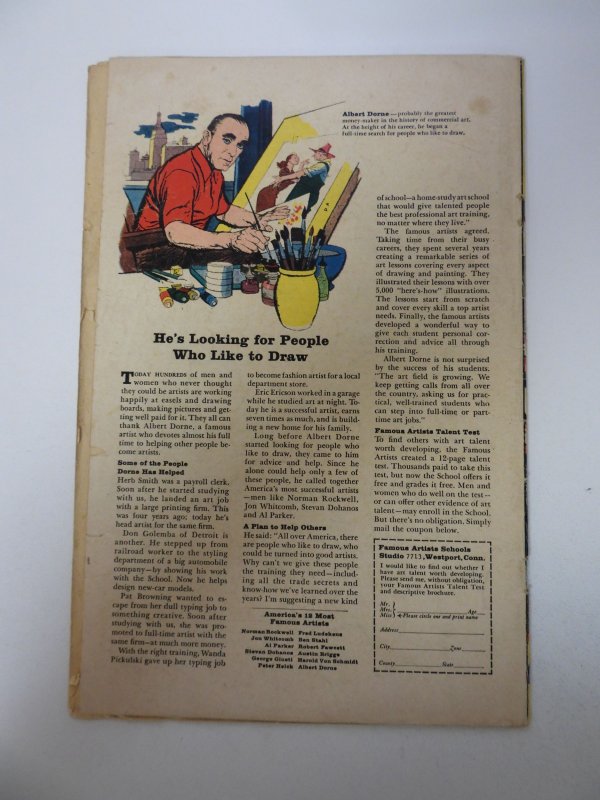 Albert Dorne—probably the greatest
money-maker in the history of commercial art.
At the height of his career, he began a
full-time search for people who like to draw.
He's Looking for People
Who Like to Draw
TODAY HUNDREDS of men and
women who never thought
they could be artists are working
happily at easels and drawing
boards, making pictures and get-
ting well paid for it. They all can
thank Albert Dorne, a famous
artist who devotes almost his full
time to helping other people be-
come artists.
Some of the People
Dorne Has Helped
Herb Smith was a payroll clerk.
Soon after he started studying
with us, he landed an art job
with a large printing firm. This
was four years ago; today he's
head artist for the same firm.
Don Golemba of Detroit is
another. He stepped up from
railroad worker to the styling
department of a big automobile
company—by showing his work
with the School. Now he helps
design new-car models.
Pat Browning wanted to es-
cape from her dull typing job to
something creative. Soon after
studying with us, she was pro-
moted to full-time artist with the
same firm—at much more money.
With the right training, Wanda
Pickulski gave up her typing job
to become fashion artist for a local
department store.
Eric Ericson worked in a garage
while he studied art at night. To-
day he is a successful artist, earns
seven times as much, and is build-
ing a new home for his family.
Long before Albert Dorne
started looking for people who
like to draw, they came to him
for advice and help. Since he
alone could help only a few of
these people, he called together
America's most successful artists
—men like Norman Rockwell,
Jon Whitcomb, Stevan Dohanos
and Al Parker.
A Plan to Help Others
He said: "All over America, there
are people who like to draw, who
could be turned into good artists.
Why can't we give these people
the training they need—includ-
ing all the trade secrets and
know-how we've learned over the
years? I'm suggesting a new kind
America's 12 Most
Famous Artists
Norman Rockwell Fred Ludekens
Jon Whitcomb Ben Stahl
Al Parker Robert Fawcett
Stevan Dohanos Austin Briggs
George Giusti Harold Von Schmidt
Peter Helck Albert Dorne
of school—a home-study art school
that would give talented people
the best professional art training,
no matter where they live."
The famous artists agreed.
Taking time from their busy
careers, they spent several years
creating a remarkable series of
art lessons covering every aspect
of drawing and painting. They
illustrated their lessons with over
5,000 "here's-how" illustrations.
The lessons start from scratch
and cover every skill a top artist
needs. Finally, the famous artists
developed a wonderful way to
give each student personal cor-
rection and advice all through
his training.
Albert Dorne is not surprised
by the success of his students.
"The art field is growing. We
keep getting calls from all over
the country, asking us for prac-
tical, well-trained students who
can step into full-time or part-
time art jobs."
Famous Artists Talent Test
To find others with art talent
worth developing, the Famous
Artists created a 12-page talent
test. Thousands paid to take this
test, but now the School offers it
free and grades it free. Men and
women who do well on the test—
or can offer other evidence of art
talent—may enroll in the School.
But there's no obligation. Simply
mail the coupon below.
Famous Artists Schools
Studio 7713, Westport, Conn.
I would like to find out whether I
have art talent worth developing.
Please send me, without obligation,
your Famous Artists Talent Test
and descriptive brochure.
Mr.
Mrs. Age
Miss Please circle one and print name
Address
City Zone
County State